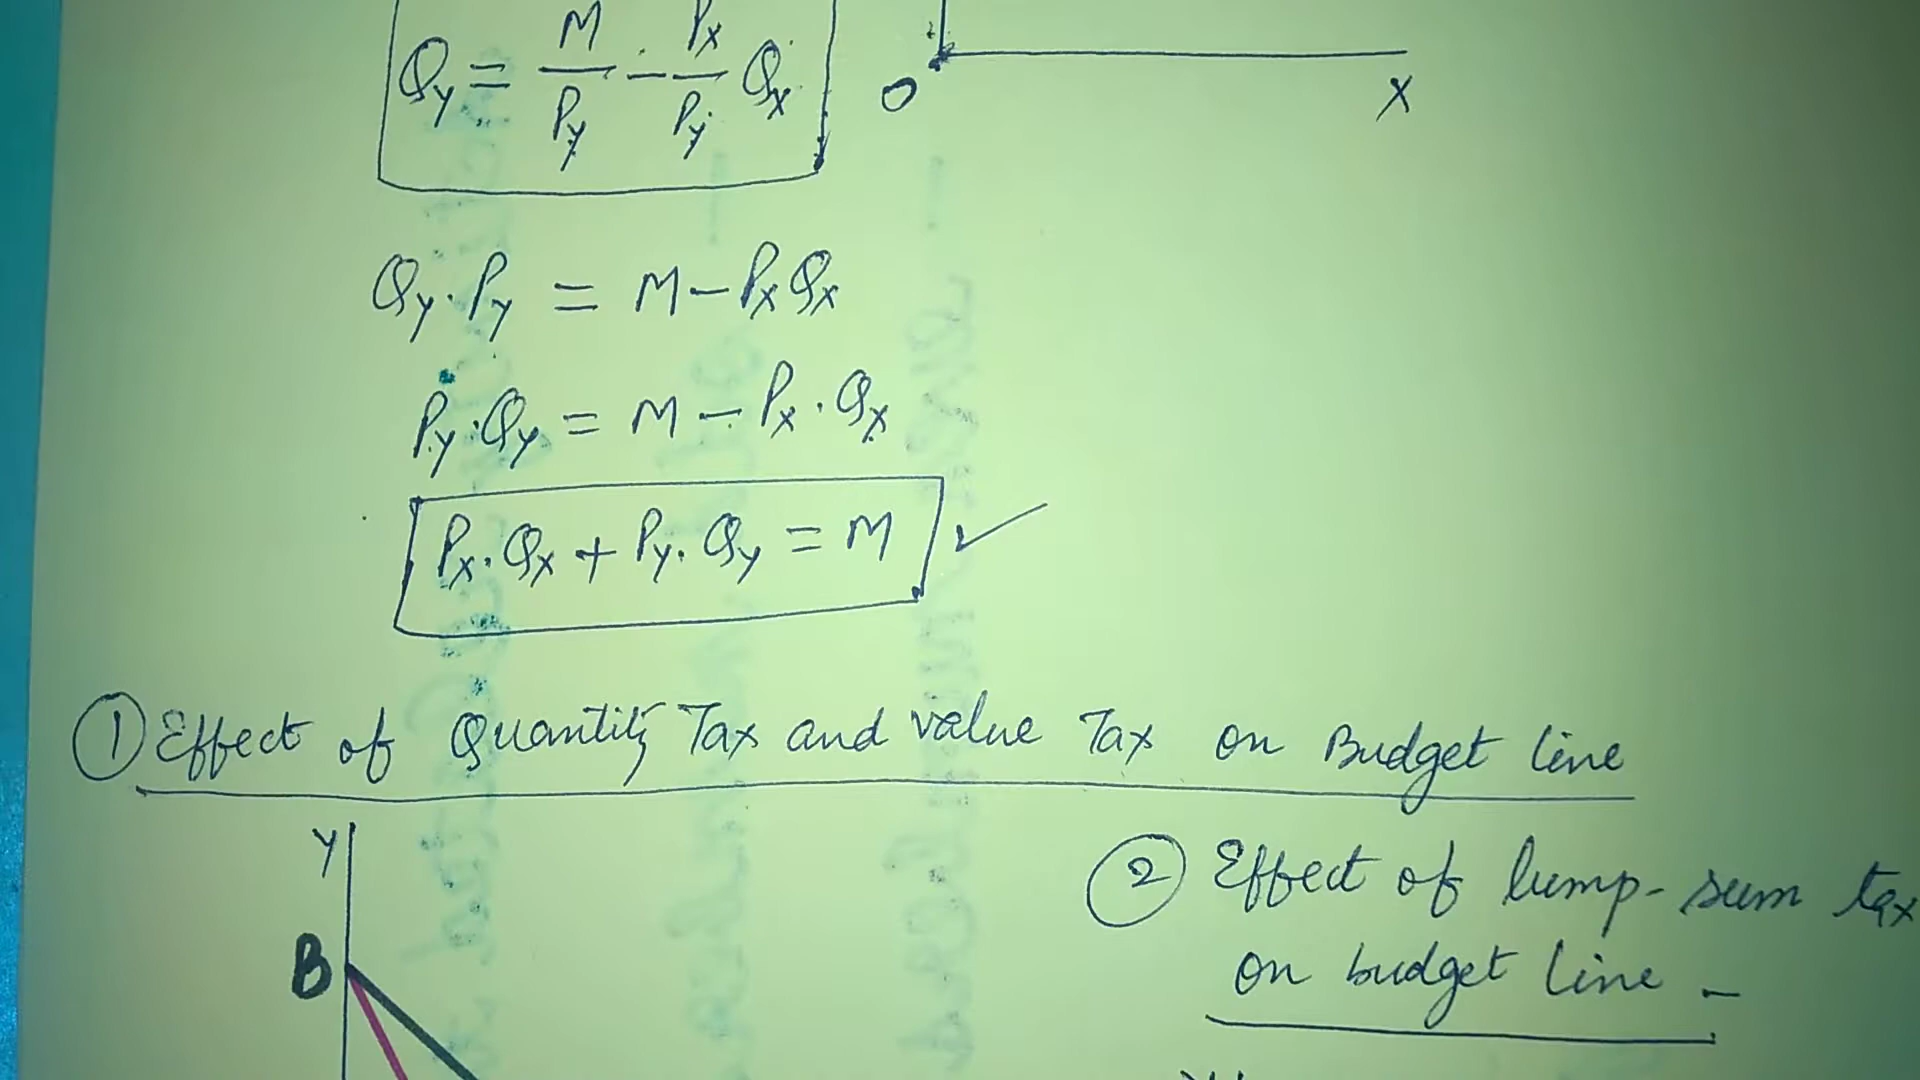 Qy = M/Py - Px/Py Qx
O X
Qy.Py = M-PxQx
Py.Qy = M - Px.Qx
Px.Qx + Py.Qy = M ✓
① Effect of Quantity Tax and value Tax on Budget line
Y
B
② Effect of lump-sum tax
on budget line -